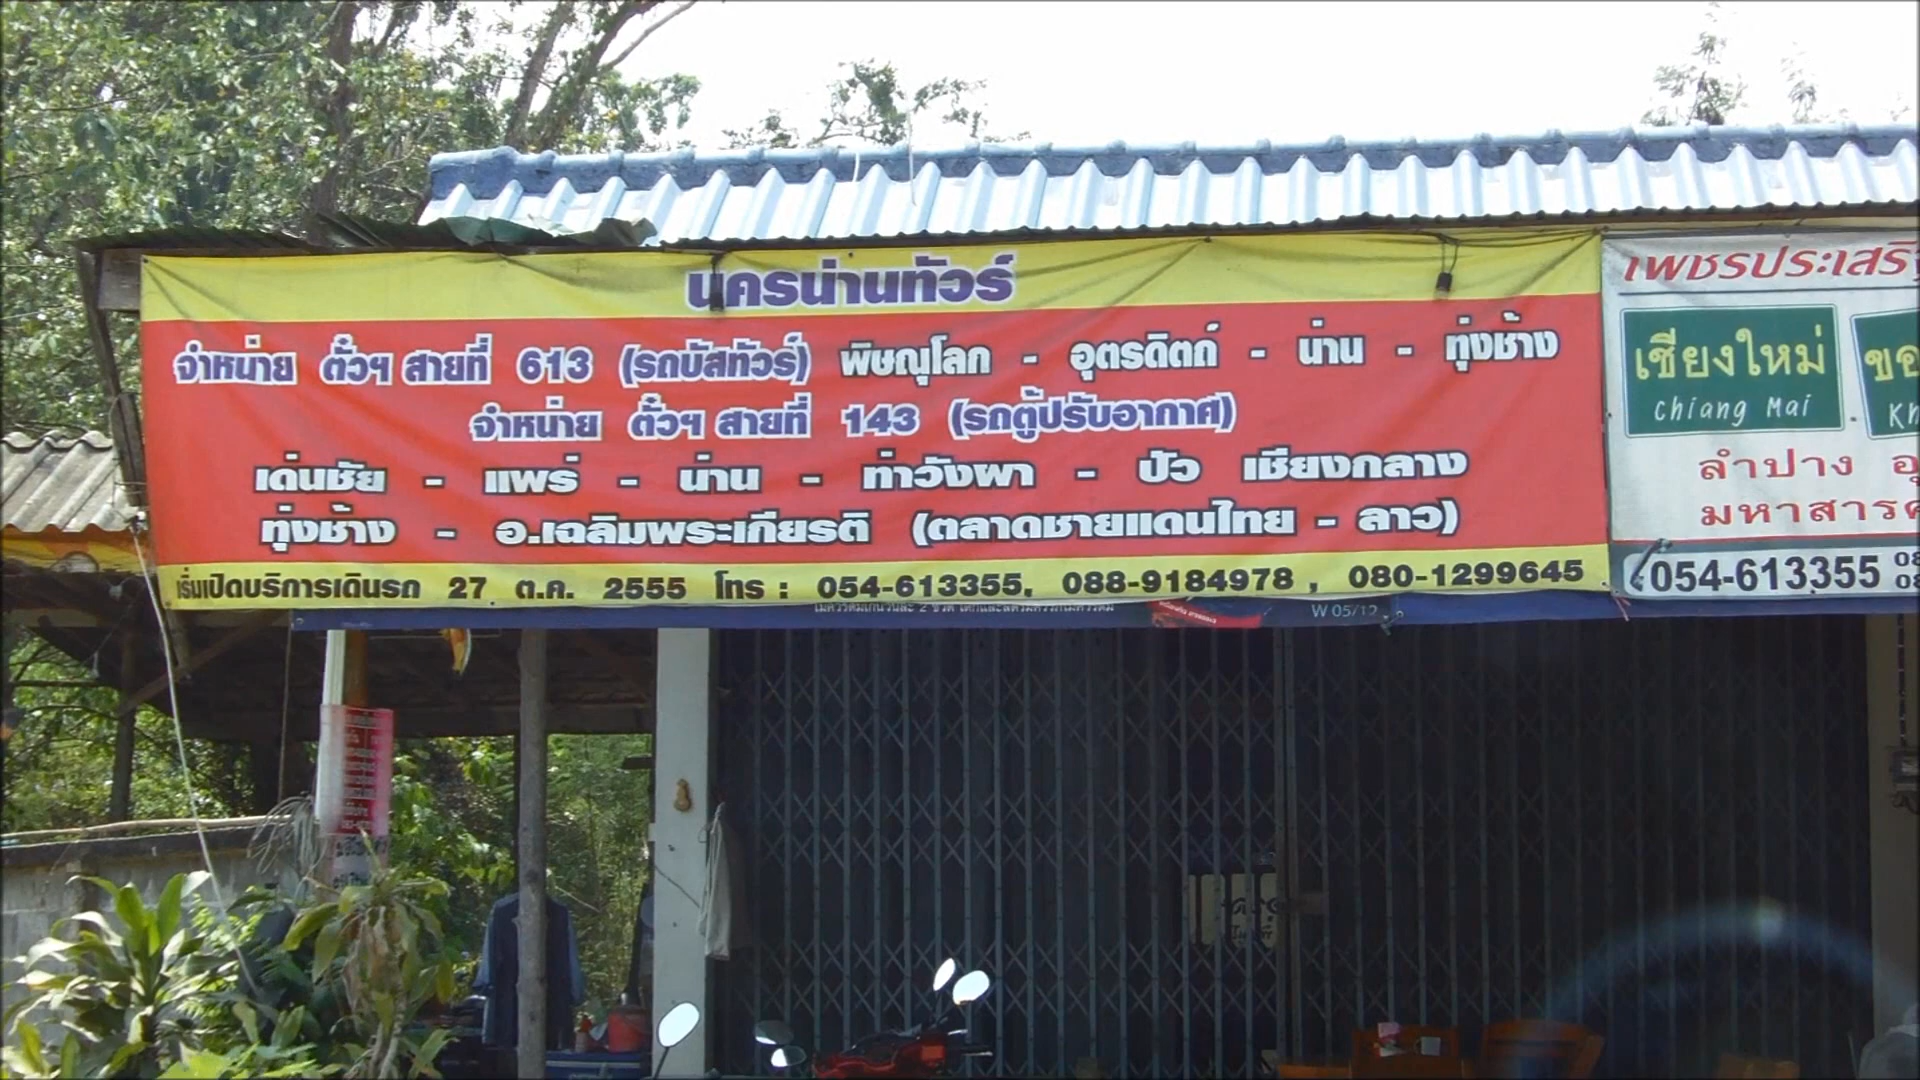 นครน่านทัวร์
จำหน่าย ตั๋วฯ สายที่ 613 (รถบัสทัวร์) พิษณุโลก - อุตรดิตถ์ - น่าน - ทุ่งช้าง
จำหน่าย ตั๋วฯ สายที่ 143 (รถตู้ปรับอากาศ)
เด่นชัย - แพร่ - น่าน - ท่าวังผา - ปัว เชียงกลาง
ทุ่งช้าง - อ.เฉลิมพระเกียรติ (ตลาดชายแดนไทย - ลาว)
เริ่มเปิดบริการเดินรถ 27 ต.ค. 2555 โทร : 054-613355, 088-9184978 , 080-1299645
W 05/12
เพชรประเสริฐ
เชียงใหม่
Chiang Mai
ขอ
Kh
ลำปาง อุ
มหาสารค
054-613355 08
08